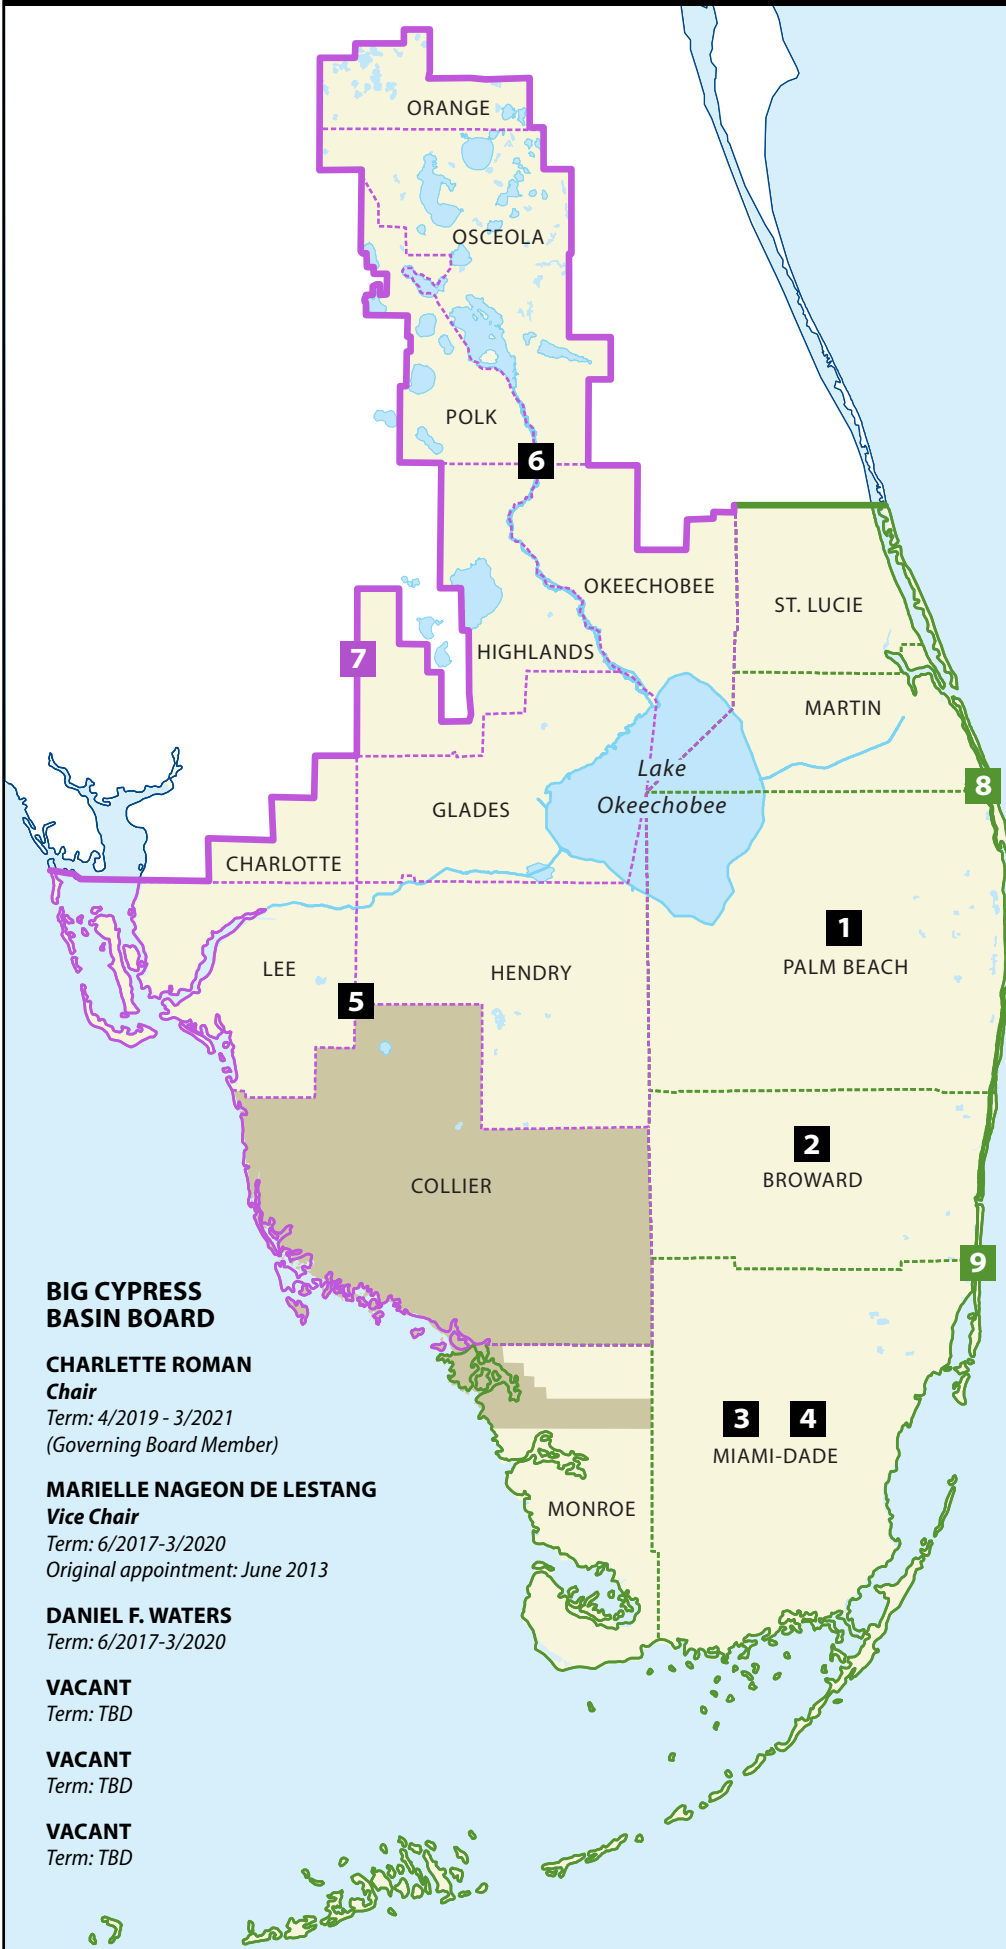 ORANGE
OSCEOLA
POLK
6
OKEECHOBEE
ST. LUCIE
HIGHLANDS
7
MARTIN
Lake
Okeechobee
8
GLADES
CHARLOTTE
1
PALM BEACH
LEE
HENDRY
5
2
BROWARD
COLLIER
9
3 4
MIAMI-DADE
MONROE
BIG CYPRESS
BASIN BOARD
CHARLETTE ROMAN
Chair
Term: 4/2019 - 3/2021
(Governing Board Member)
MARIELLE NAGEON DE LESTANG
Vice Chair
Term: 6/2017-3/2020
Original appointment: June 2013
DANIEL F. WATERS
Term: 6/2017-3/2020
VACANT
Term: TBD
VACANT
Term: TBD
VACANT
Term: TBD